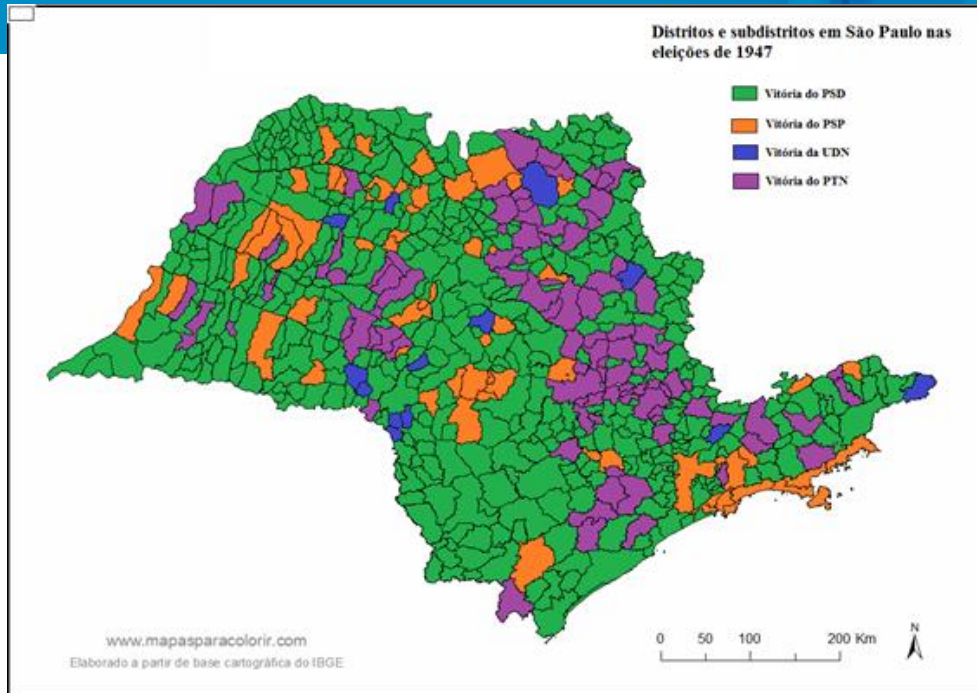 Distritos e subdistritos em São Paulo nas
eleições de 1947
Vitória do PSD
Vitória do PSP
Vitória da UDN
Vitória do PTN
www.mapasparacolorir.com
Elaborado a partir de base cartográfica do IBGE
0 50 100 200 Km
N